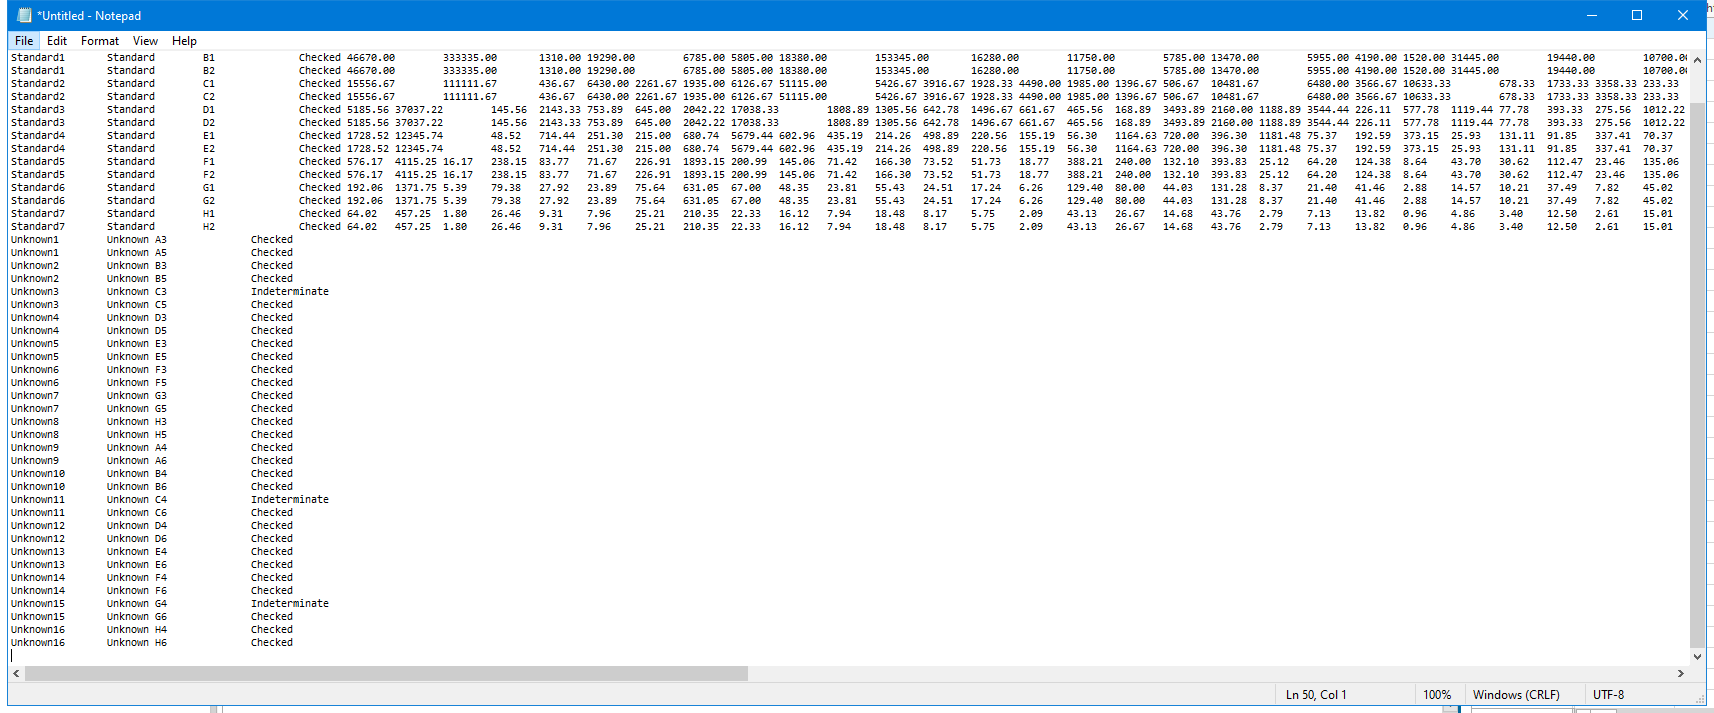 *Untitled - Notepad
File Edit Format View Help
Standard1 Standard B1 Checked 46670.00 333335.00 1310.00 19290.00 6785.00 5805.00 18380.00 153345.00 16280.00 11750.00 5785.00 13470.00 5955.00 4190.00 1520.00 31445.00 19440.00 10700.00
Standard1 Standard B2 Checked 46670.00 333335.00 1310.00 19290.00 6785.00 5805.00 18380.00 153345.00 16280.00 11750.00 5785.00 13470.00 5955.00 4190.00 1520.00 31445.00 19440.00 10700.00
Standard2 Standard C1 Checked 15556.67 111111.67 436.67 6430.00 2261.67 1935.00 6126.67 51115.00 5426.67 3916.67 1928.33 4490.00 1985.00 1396.67 506.67 10481.67 6480.00 3566.67 10633.33 678.33 1733.33 3358.33 233.33
Standard2 Standard C2 Checked 15556.67 111111.67 436.67 6430.00 2261.67 1935.00 6126.67 51115.00 5426.67 3916.67 1928.33 4490.00 1985.00 1396.67 506.67 10481.67 6480.00 3566.67 10633.33 678.33 1733.33 3358.33 233.33
Standard3 Standard D1 Checked 5185.56 37037.22 145.56 2143.33 753.89 645.00 2042.22 17038.33 1808.89 1305.56 642.78 1496.67 661.67 465.56 168.89 3493.89 2160.00 1188.89 3544.44 226.11 577.78 1119.44 77.78 393.33 275.56 1012.22
Standard3 Standard D2 Checked 5185.56 37037.22 145.56 2143.33 753.89 645.00 2042.22 17038.33 1808.89 1305.56 642.78 1496.67 661.67 465.56 168.89 3493.89 2160.00 1188.89 3544.44 226.11 577.78 1119.44 77.78 393.33 275.56 1012.22
Standard4 Standard E1 Checked 1728.52 12345.74 48.52 714.44 251.30 215.00 680.74 5679.44 602.96 435.19 214.26 498.89 220.56 155.19 56.30 1164.63 720.00 396.30 1181.48 75.37 192.59 373.15 25.93 131.11 91.85 337.41 70.37
Standard4 Standard E2 Checked 1728.52 12345.74 48.52 714.44 251.30 215.00 680.74 5679.44 602.96 435.19 214.26 498.89 220.56 155.19 56.30 1164.63 720.00 396.30 1181.48 75.37 192.59 373.15 25.93 131.11 91.85 337.41 70.37
Standard5 Standard F1 Checked 576.17 4115.25 16.17 238.15 83.77 71.67 226.91 1893.15 200.99 145.06 71.42 166.30 73.52 51.73 18.77 388.21 240.00 132.10 393.83 25.12 64.20 124.38 8.64 43.70 30.62 112.47 23.46 135.06
Standard5 Standard F2 Checked 576.17 4115.25 16.17 238.15 83.77 71.67 226.91 1893.15 200.99 145.06 71.42 166.30 73.52 51.73 18.77 388.21 240.00 132.10 393.83 25.12 64.20 124.38 8.64 43.70 30.62 112.47 23.46 135.06
Standard6 Standard G1 Checked 192.06 1371.75 5.39 79.38 27.92 23.89 75.64 631.05 67.00 48.35 23.81 55.43 24.51 17.24 6.26 129.40 80.00 44.03 131.28 8.37 21.40 41.46 2.88 14.57 10.21 37.49 7.82 45.02
Standard6 Standard G2 Checked 192.06 1371.75 5.39 79.38 27.92 23.89 75.64 631.05 67.00 48.35 23.81 55.43 24.51 17.24 6.26 129.40 80.00 44.03 131.28 8.37 21.40 41.46 2.88 14.57 10.21 37.49 7.82 45.02
Standard7 Standard H1 Checked 64.02 457.25 1.80 26.46 9.31 7.96 25.21 210.35 22.33 16.12 7.94 18.48 8.17 5.75 2.09 43.13 26.67 14.68 43.76 2.79 7.13 13.82 0.96 4.86 3.40 12.50 2.61 15.01
Standard7 Standard H2 Checked 64.02 457.25 1.80 26.46 9.31 7.96 25.21 210.35 22.33 16.12 7.94 18.48 8.17 5.75 2.09 43.13 26.67 14.68 43.76 2.79 7.13 13.82 0.96 4.86 3.40 12.50 2.61 15.01
Unknown1 Unknown A3 Checked
Unknown1 Unknown A5 Checked
Unknown2 Unknown B3 Checked
Unknown2 Unknown B5 Checked
Unknown3 Unknown C3 Indeterminate
Unknown3 Unknown C5 Checked
Unknown4 Unknown D3 Checked
Unknown4 Unknown D5 Checked
Unknown5 Unknown E3 Checked
Unknown5 Unknown E5 Checked
Unknown6 Unknown F3 Checked
Unknown6 Unknown F5 Checked
Unknown7 Unknown G3 Checked
Unknown7 Unknown G5 Checked
Unknown8 Unknown H3 Checked
Unknown8 Unknown H5 Checked
Unknown9 Unknown A4 Checked
Unknown9 Unknown A6 Checked
Unknown10 Unknown B4 Checked
Unknown10 Unknown B6 Checked
Unknown11 Unknown C4 Indeterminate
Unknown11 Unknown C6 Checked
Unknown12 Unknown D4 Checked
Unknown12 Unknown D6 Checked
Unknown13 Unknown E4 Checked
Unknown13 Unknown E6 Checked
Unknown14 Unknown F4 Checked
Unknown14 Unknown F6 Checked
Unknown15 Unknown G4 Indeterminate
Unknown15 Unknown G6 Checked
Unknown16 Unknown H4 Checked
Unknown16 Unknown H6 Checked
Ln 50, Col 1 100% Windows (CRLF) UTF-8